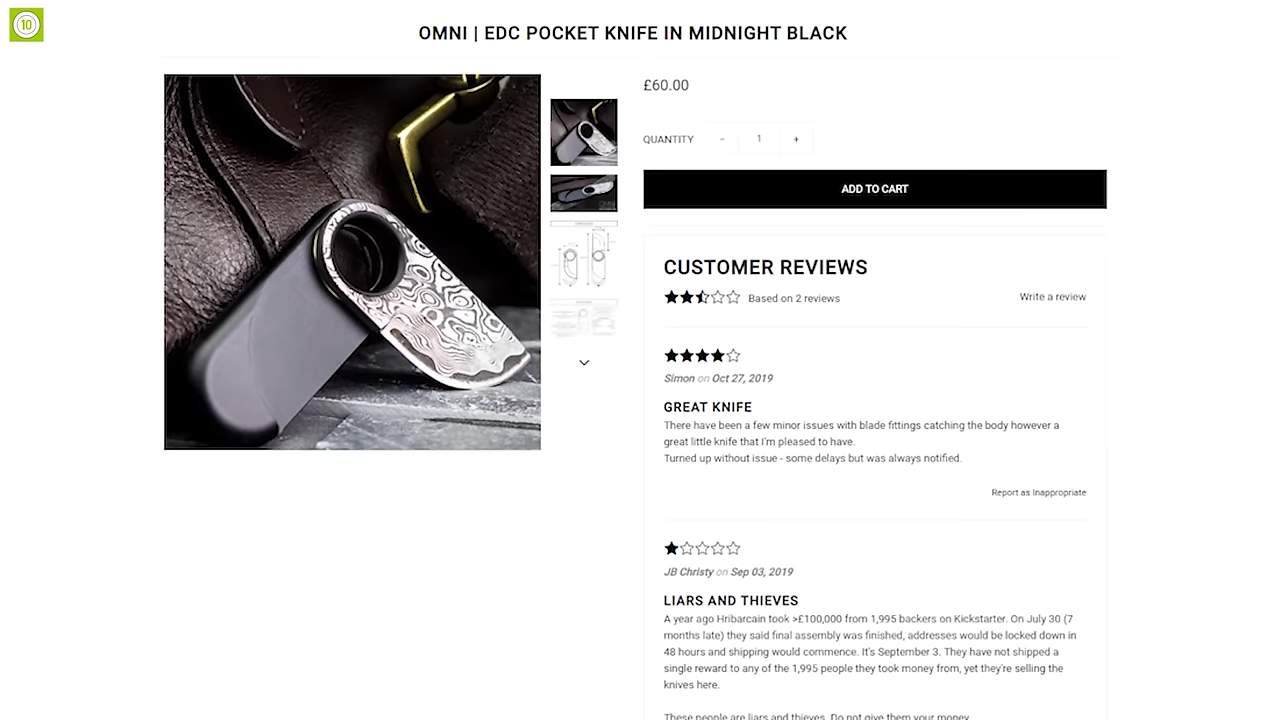 10
OMNI | EDC POCKET KNIFE IN MIDNIGHT BLACK
£60.00
QUANTITY - 1 +
ADD TO CART
CUSTOMER REVIEWS
Based on 2 reviews
Write a review
Simon on Oct 27, 2019
GREAT KNIFE
There have been a few minor issues with blade fittings catching the body however a
great little knife that I'm pleased to have.
Turned up without issue - some delays but was always notified.
Report as Inappropriate
JB Christy on Sep 03, 2019
LIARS AND THIEVES
A year ago Hribarcain took >£100,000 from 1,995 backers on Kickstarter. On July 30 (7
months late) they said final assembly was finished, addresses would be locked down in
48 hours and shipping would commence. It's September 3. They have not shipped a
single reward to any of the 1,995 people they took money from, yet they're selling the
knives here.
These people are liars and thieves. Do not give them your money.